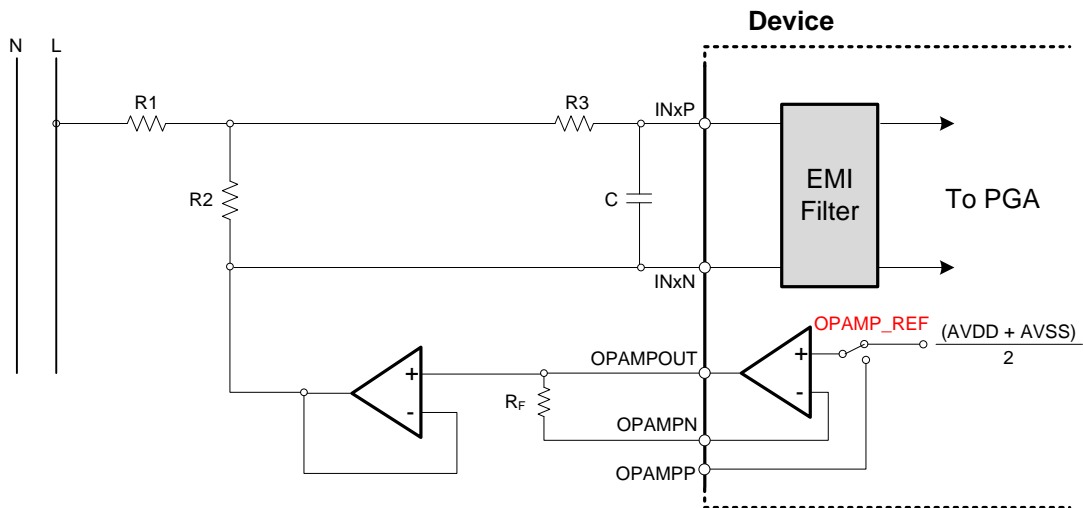 Device
N L
R1
R3
INxP
R2
C
EMI
Filter
To PGA
INxN
OPAMP_REF
(AVDD + AVSS)
2
OPAMPOUT
+
-
+
-
RF
OPAMPN
OPAMPP